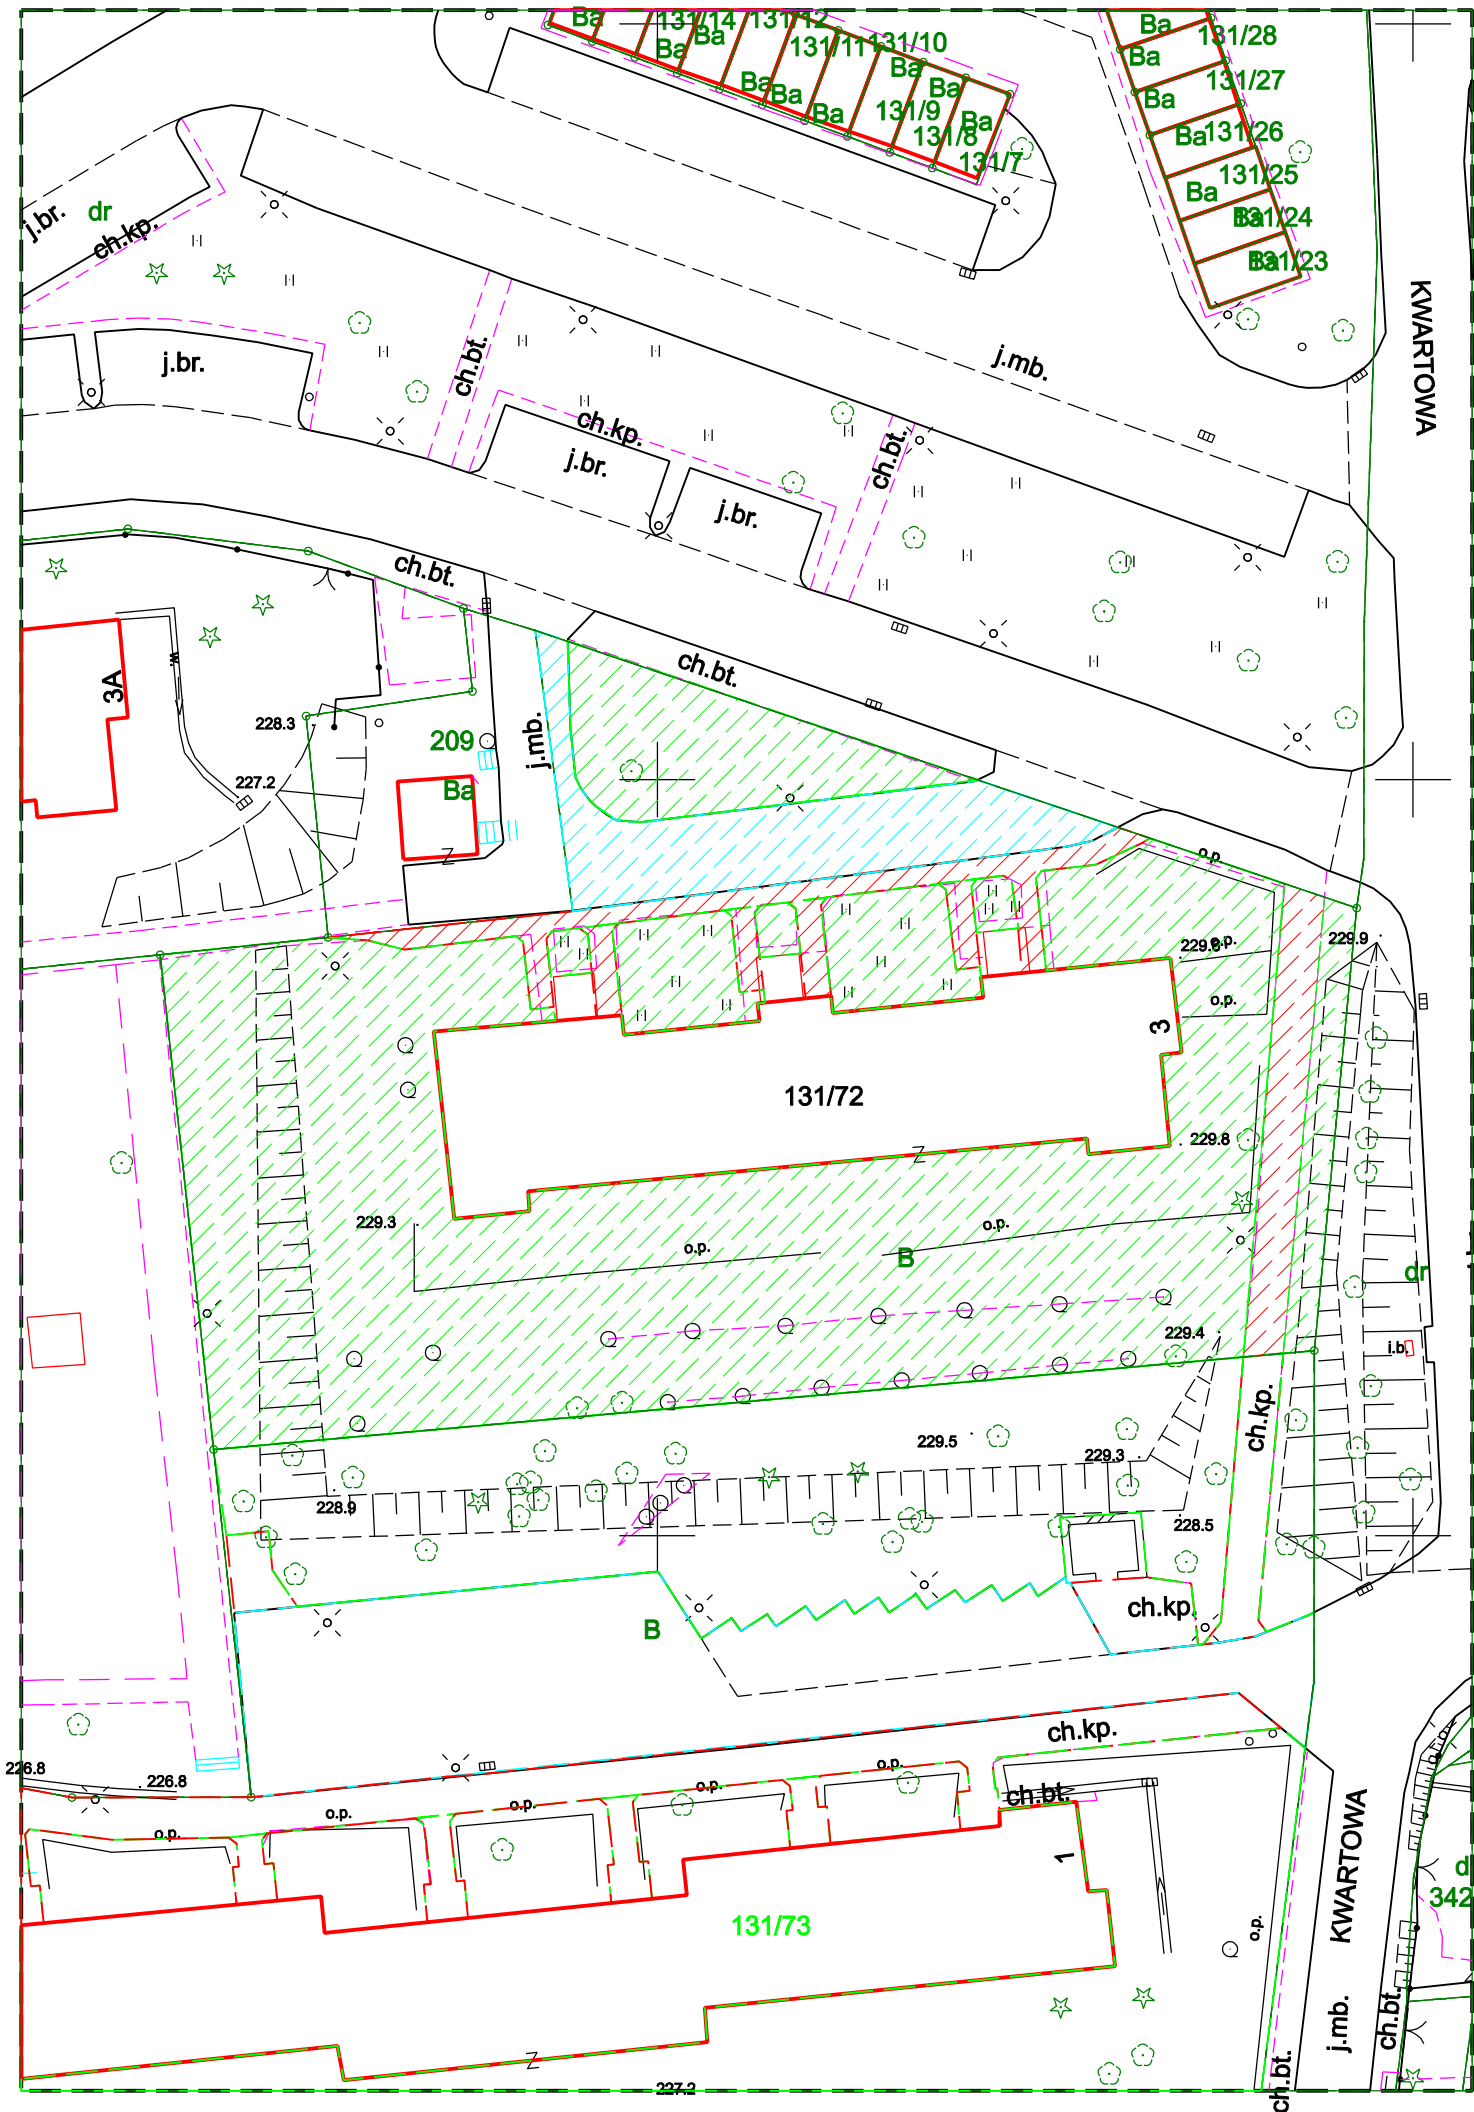 Ba
131/14
131/12
Ba
Ba
131/11
131/10
Ba
131/28
Ba
Ba
131/27
Ba
Ba
Ba
Ba
131/9
Ba
131/8
131/7
Ba
Ba
131/26
131/25
Ba
Ba
131/24
Ba
131/23
j.br.
dr
ch.kp.
KWARTOWA
j.br.
ch.bt.
j.mb.
ch.kp.
j.br.
ch.bt.
j.br.
ch.bt.
ch.bt.
w.
3A
228.3
209
j.mb.
227.2
Ba
Z
o.p.
229.6
o.p.
229.9
o.p.
3
131/72
229.8
Z
229.3
o.p.
o.p.
B
dr
229.4
i.b.
ch.kp.
229.5
229.3
228.9
228.5
B
ch.kp.
ch.kp.
226.8
226.8
o.p.
o.p.
o.p.
o.p.
o.p.
ch.bt.
1
KWARTOWA
131/73
o.p.
d
342
Z
j.mb.
ch.bt.
ch.bt.
227.2